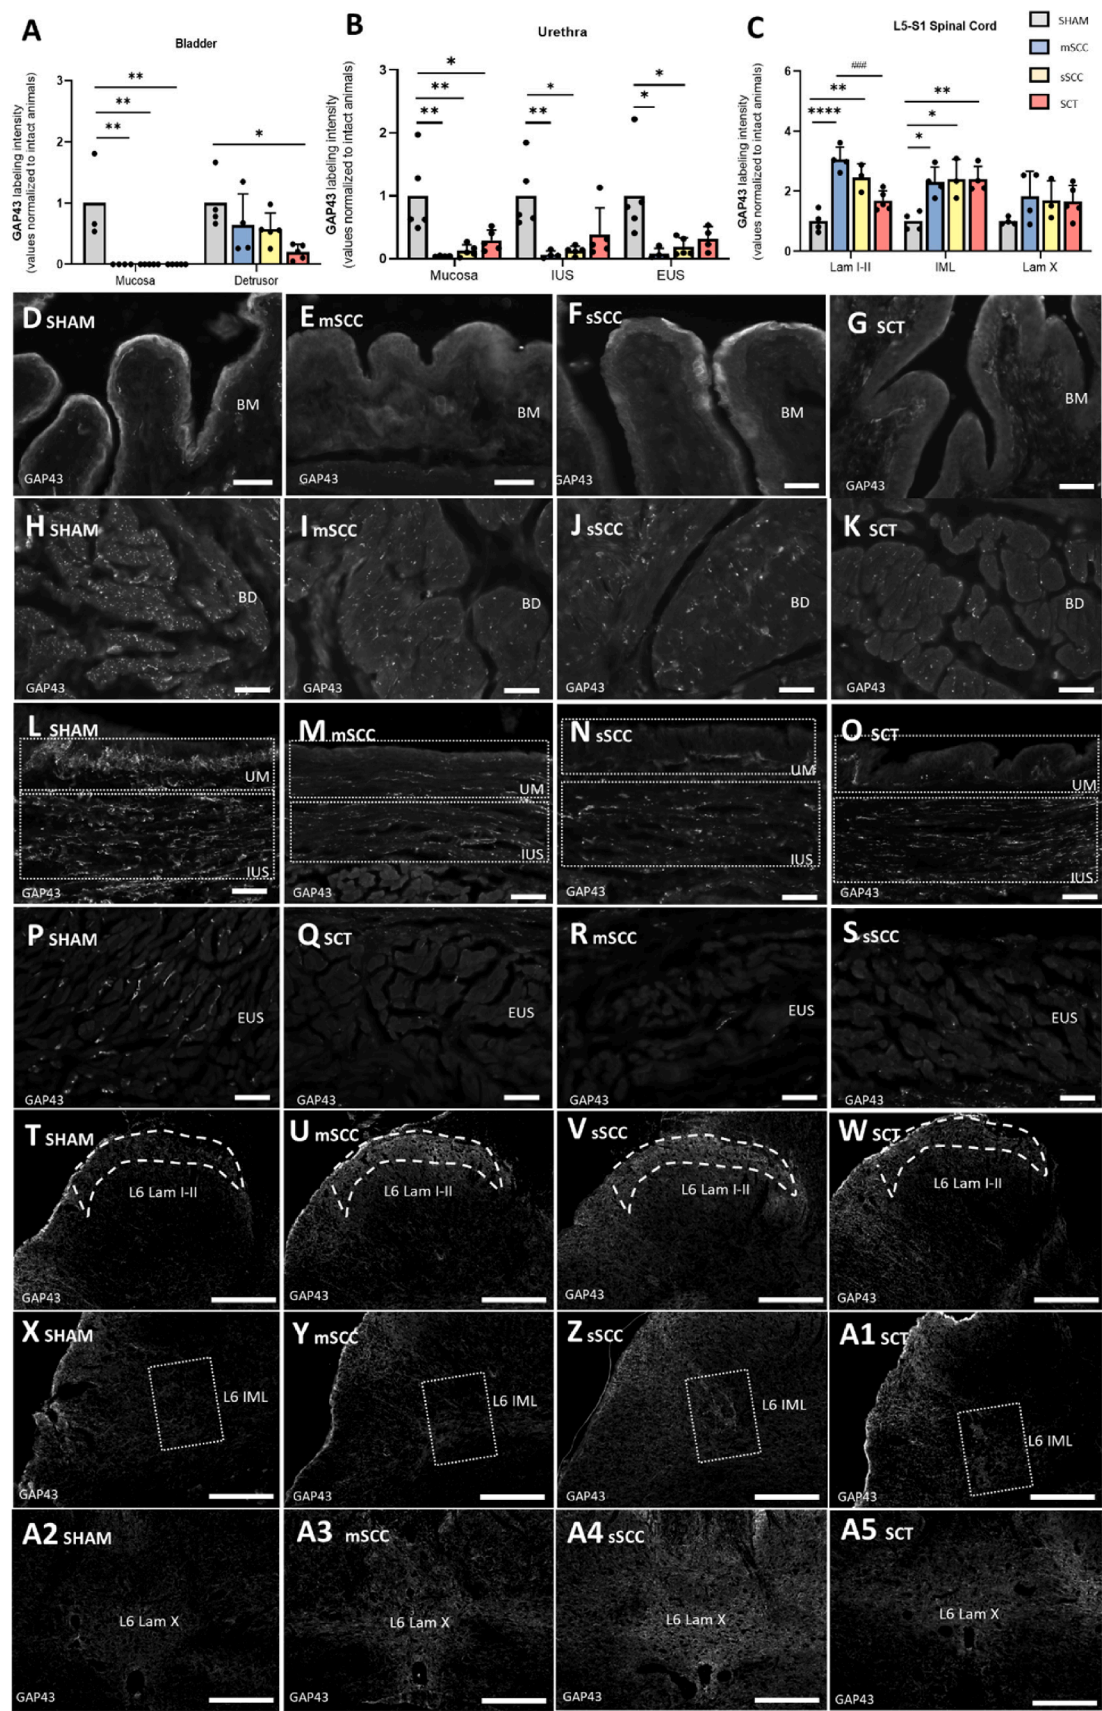 A
Bladder
GAP43 labeling intensity
(values normalized to intact animals)
3
2
1
0
**
**
**
*
Mucosa
Detrusor
B
Urethra
GAP43 labeling intensity
(values normalized to intact animals)
3
2
1
0
*
**
**
*
**
*
*
Mucosa
IUS
EUS
C
L5-S1 Spinal Cord
GAP43 labeling intensity
(values normalized to intact animals)
6
4
2
0
###
**
****
**
*
*
Lam I-II
IML
Lam X
SHAM
mSCC
sSCC
SCT
D SHAM
BM
GAP43
E mSCC
BM
GAP43
F sSCC
BM
GAP43
G SCT
BM
GAP43
H SHAM
BD
GAP43
I mSCC
BD
GAP43
J sSCC
BD
GAP43
K SCT
BD
GAP43
L SHAM
UM
IUS
GAP43
M mSCC
UM
IUS
GAP43
N sSCC
UM
IUS
GAP43
O SCT
UM
IUS
GAP43
P SHAM
EUS
GAP43
Q SCT
EUS
GAP43
R mSCC
EUS
GAP43
S sSCC
EUS
GAP43
T SHAM
L6 Lam I-II
GAP43
U mSCC
L6 Lam I-II
GAP43
V sSCC
L6 Lam I-II
GAP43
W SCT
L6 Lam I-II
GAP43
X SHAM
L6 IML
GAP43
Y mSCC
L6 IML
GAP43
Z sSCC
L6 IML
GAP43
A1 SCT
L6 IML
GAP43
A2 SHAM
L6 Lam X
GAP43
A3 mSCC
L6 Lam X
GAP43
A4 sSCC
L6 Lam X
GAP43
A5 SCT
L6 Lam X
GAP43